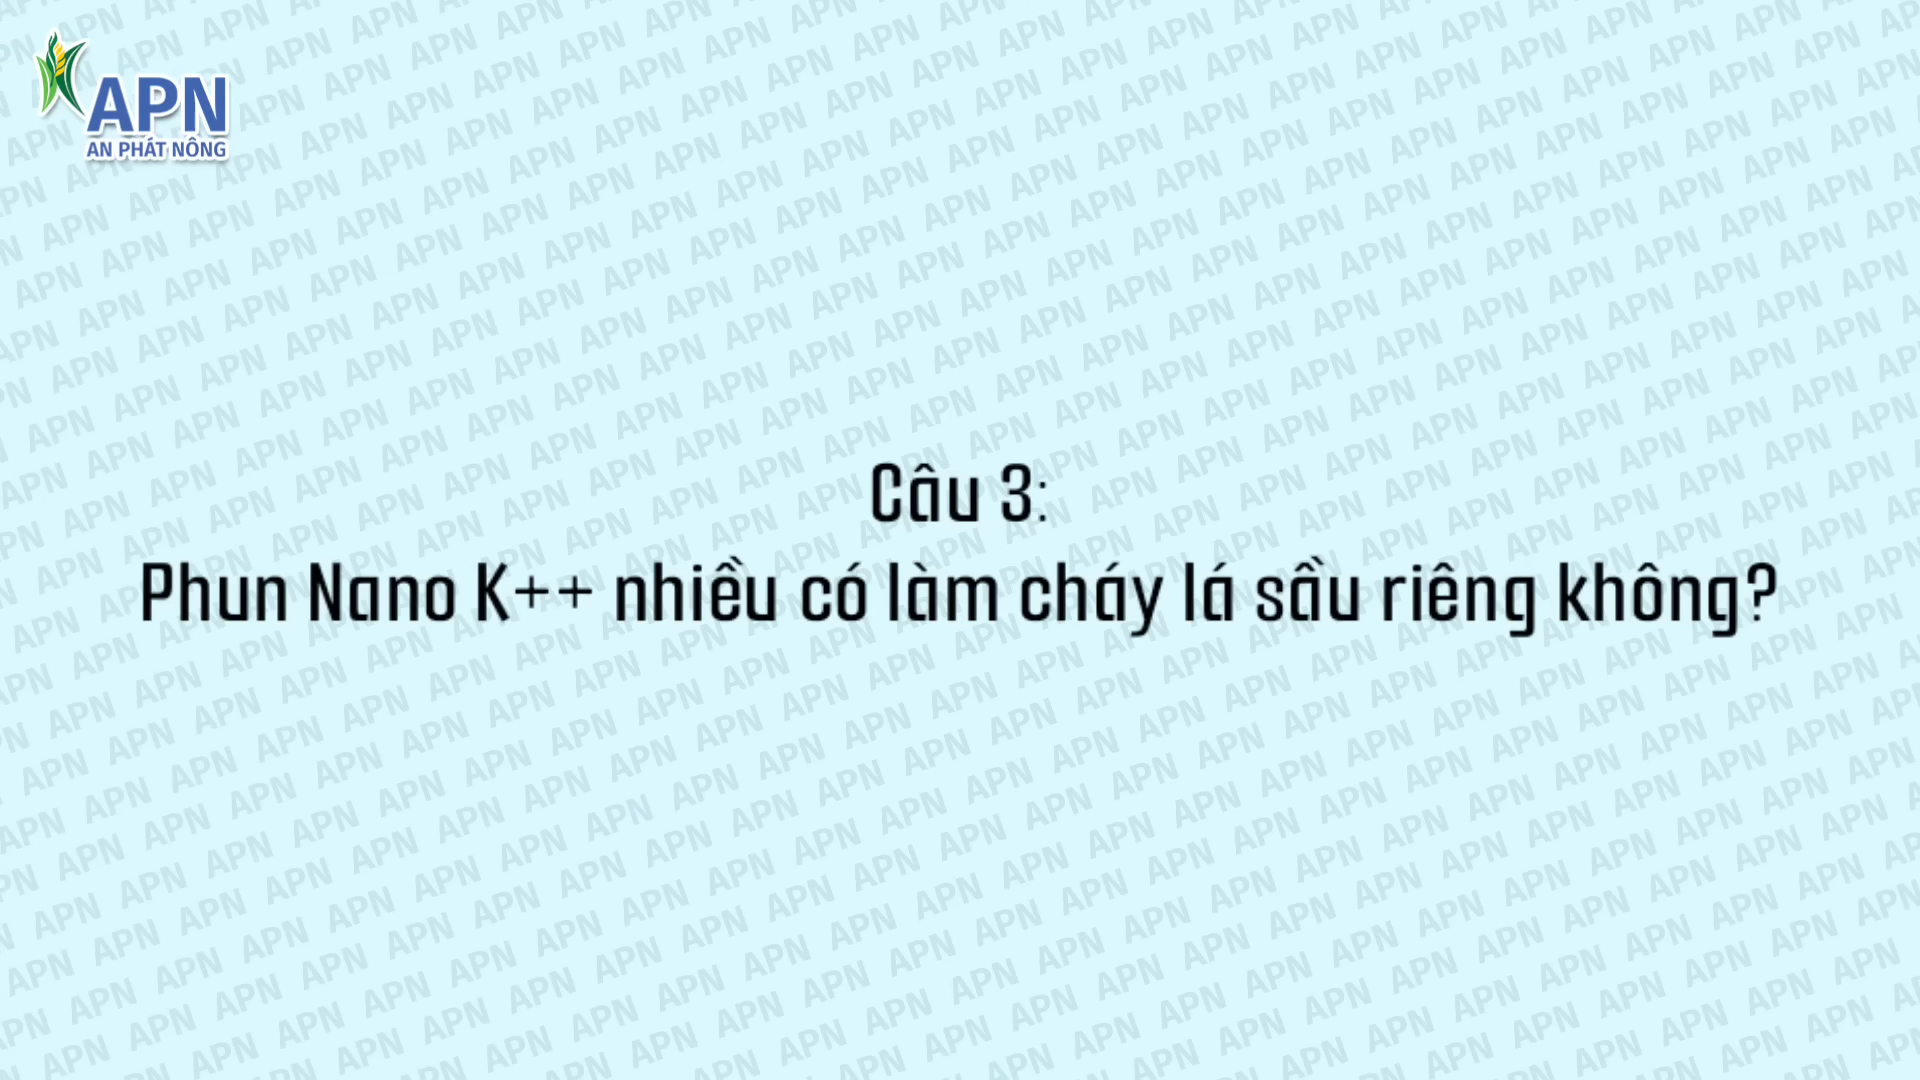 APN
AN PHÁT NÔNG
Câu 3:
Phun Nano K++ nhiều có làm cháy lá sầu riêng không?